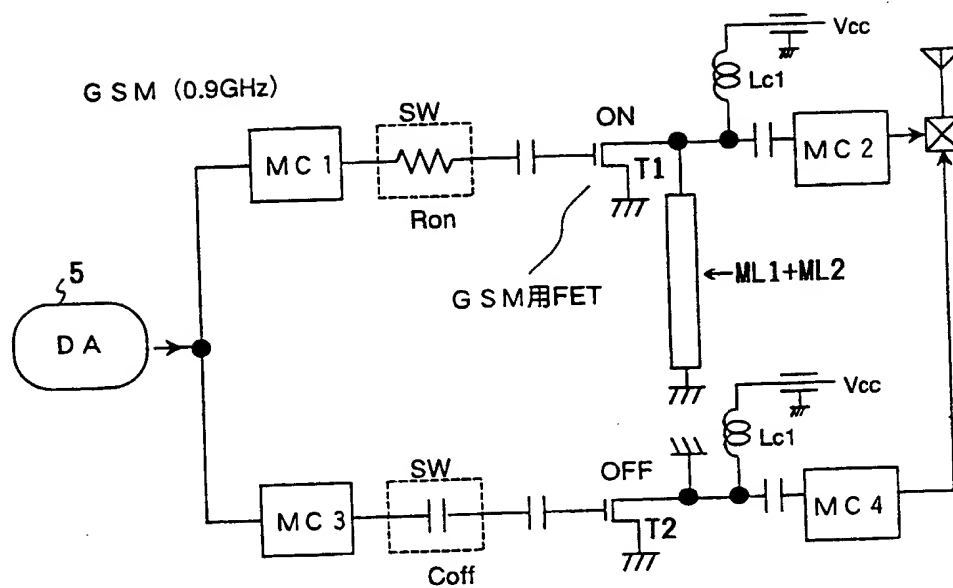 GSM (0.9GHz)
Vcc
Lc1
SW
ON
MC1
MC2
T1
Ron
5
ML1+ML2
GSM用FET
DA
Vcc
Lc1
SW
OFF
MC3
MC4
T2
Coff